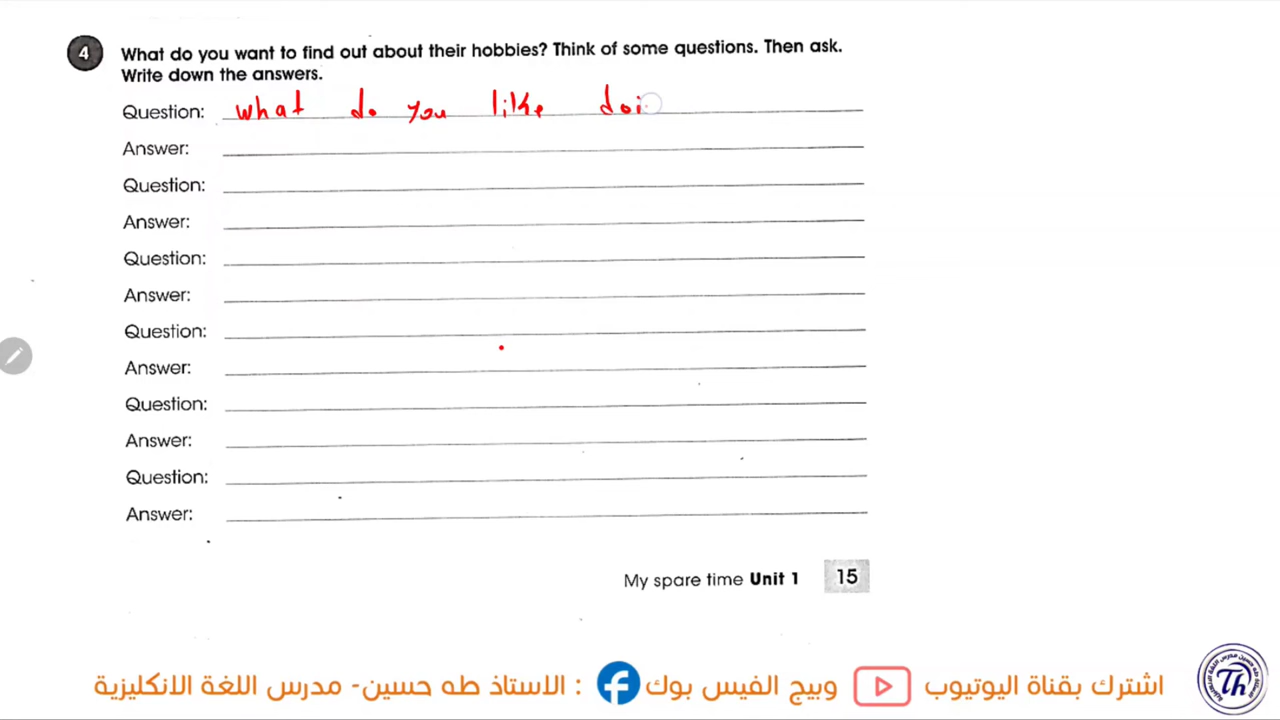 4 What do you want to find out about their hobbies? Think of some questions. Then ask.
Write down the answers.
Question: what do you like doi
Answer:
Question:
Answer:
Question:
Answer:
Question:
Answer:
Question:
Answer:
Question:
Answer:
My spare time Unit 1 15
اشترك بقناة اليوتيوب وبيج الفيس بوك : الاستاذ طه حسين- مدرس اللغة الانكليزية
Th